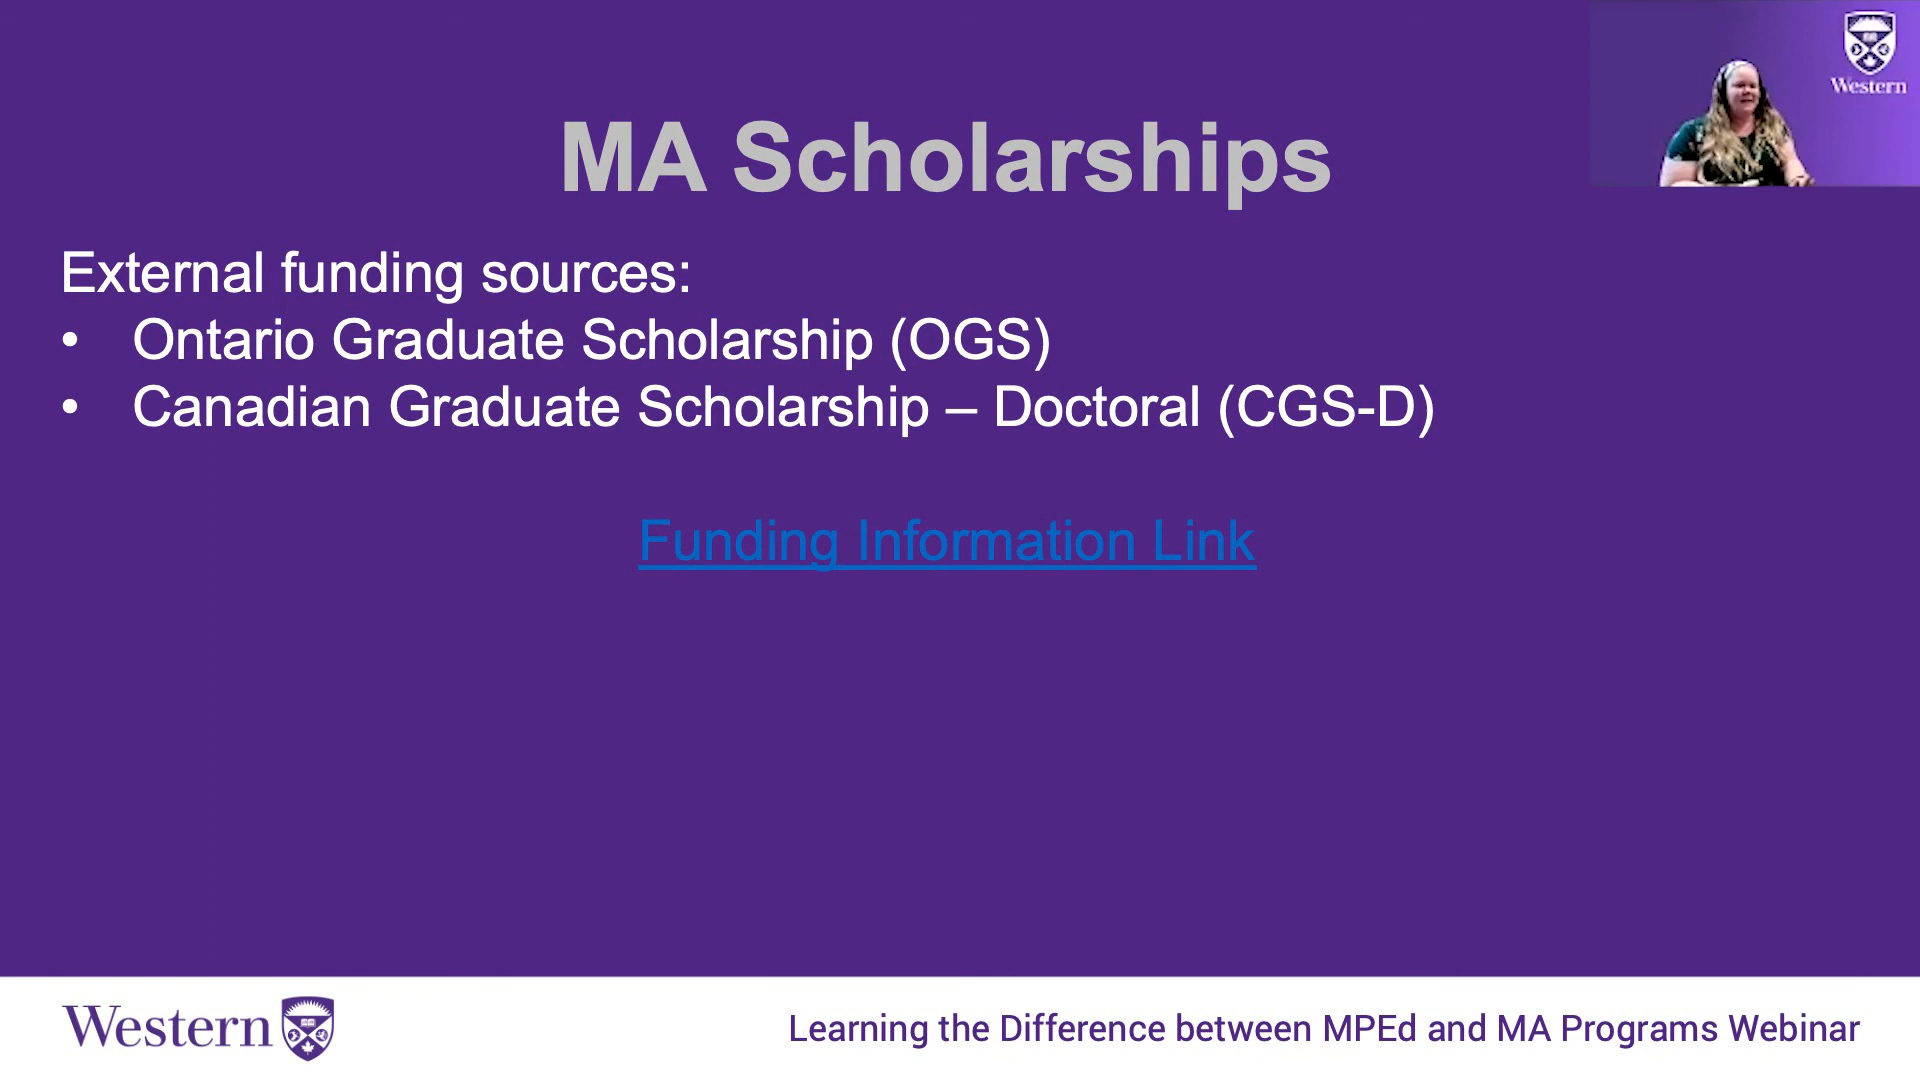 Western
MA Scholarships
External funding sources:
• Ontario Graduate Scholarship (OGS)
• Canadian Graduate Scholarship – Doctoral (CGS-D)
Funding Information Link
Western
Learning the Difference between MPEd and MA Programs Webinar